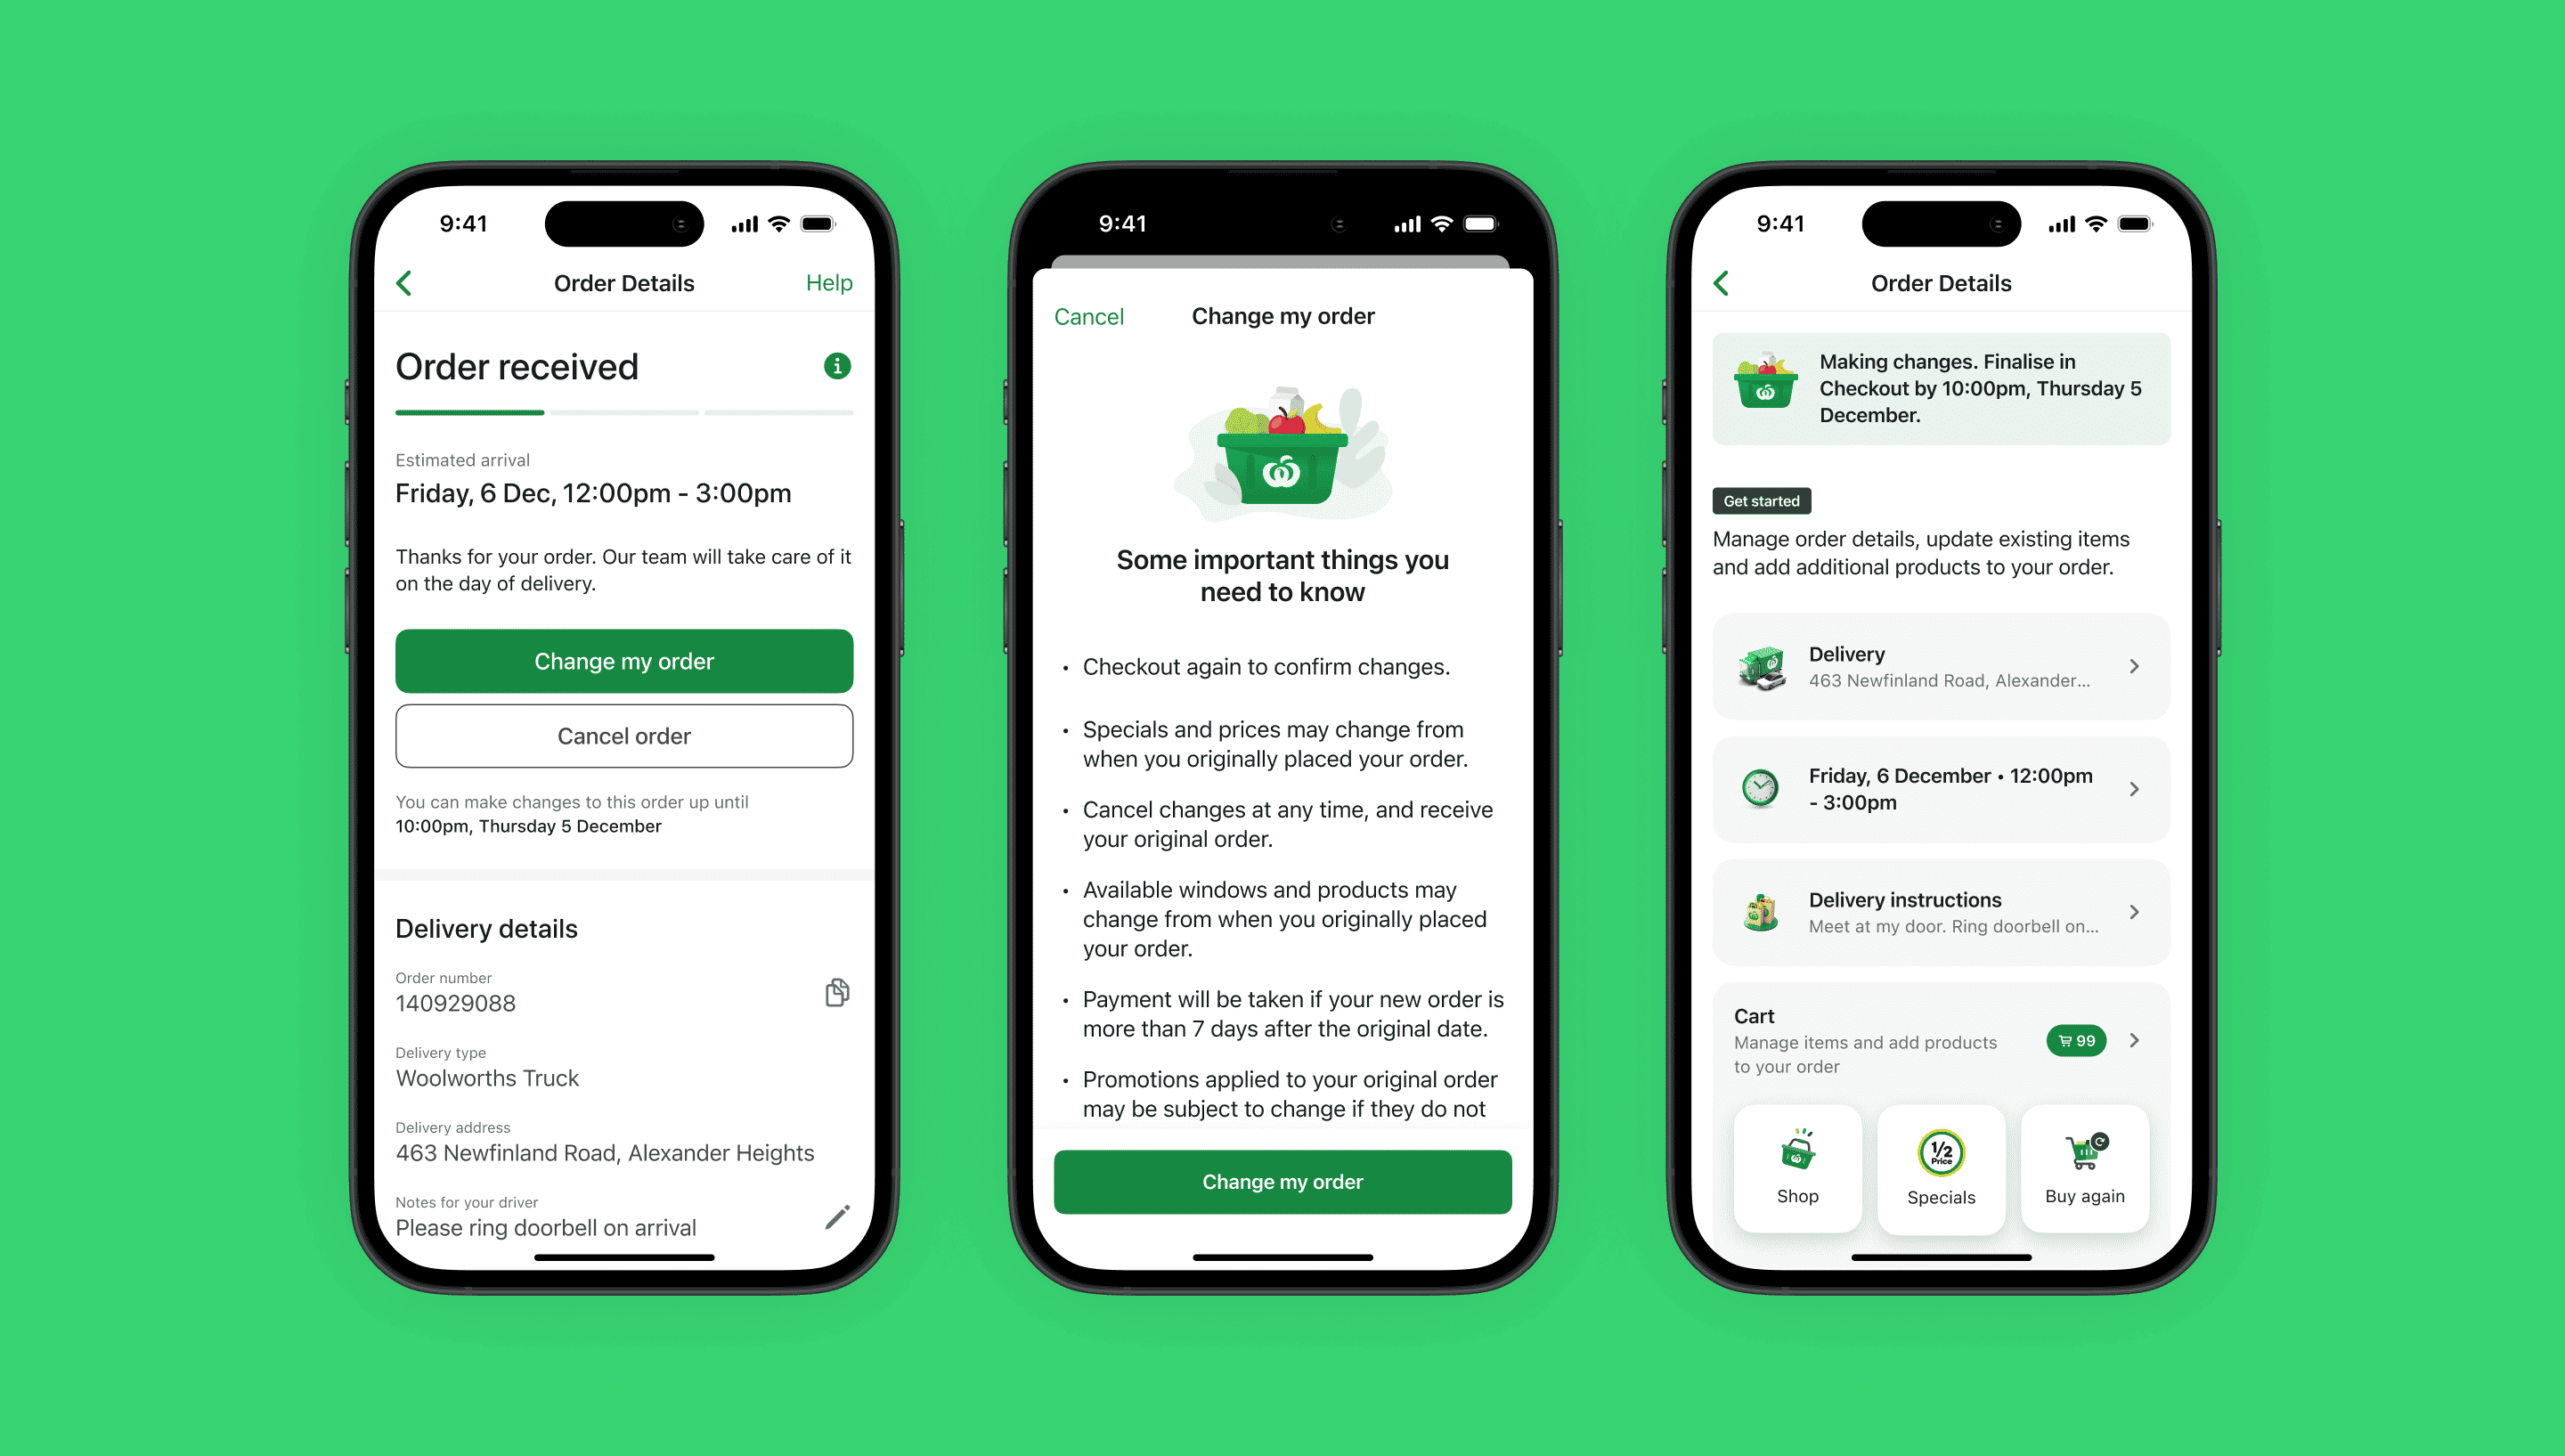 9:41
Order Details
Help
Order received
Estimated arrival
Friday, 6 Dec, 12:00pm - 3:00pm
Thanks for your order. Our team will take care of it
on the day of delivery.
Change my order
Cancel order
You can make changes to this order up until
10:00pm, Thursday 5 December
Delivery details
Order number
140929088
Delivery type
Woolworths Truck
Delivery address
463 Newfinland Road, Alexander Heights
Notes for your driver
Please ring doorbell on arrival
9:41
Cancel
Change my order
Some important things you
need to know
• Checkout again to confirm changes.
• Specials and prices may change from
when you originally placed your order.
• Cancel changes at any time, and receive
your original order.
• Available windows and products may
change from when you originally placed
your order.
• Payment will be taken if your new order is
more than 7 days after the original date.
• Promotions applied to your original order
may be subject to change if they do not
Change my order
9:41
Order Details
Making changes. Finalise in
Checkout by 10:00pm, Thursday 5
December.
Get started
Manage order details, update existing items
and add additional products to your order.
Delivery
463 Newfinland Road, Alexander...
Friday, 6 December • 12:00pm
- 3:00pm
Delivery instructions
Meet at my door. Ring doorbell on...
Cart
Manage items and add products
to your order
99
1/2
Price
Shop
Specials
Buy again